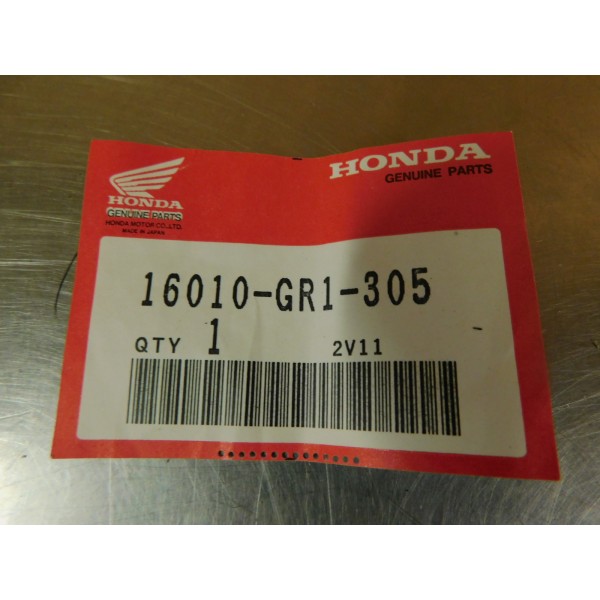 HONDA
GENUINE PARTS
HONDA MOTOR CO., LTD.
MADE IN JAPAN
HONDA
GENUINE PARTS
16010-GR1-305
QTY 1 2V11